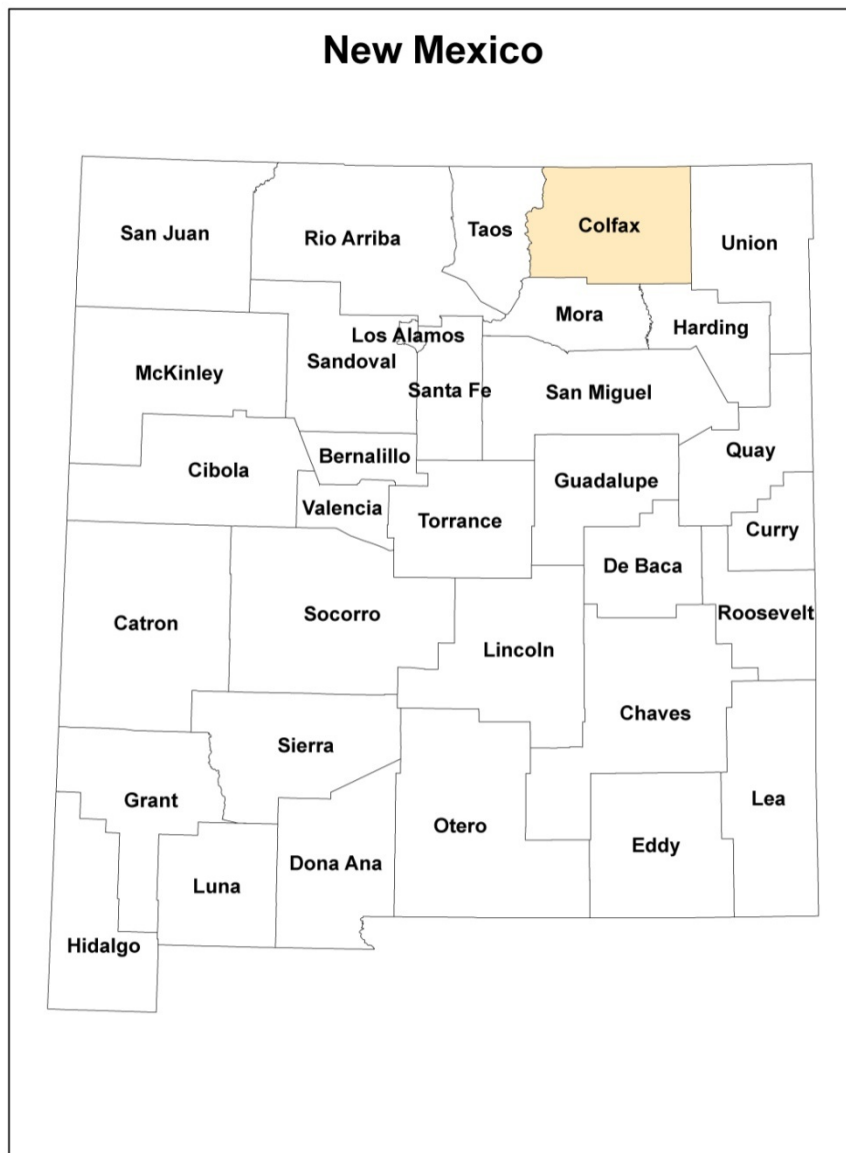 New Mexico
San Juan
Rio Arriba
Taos
Colfax
Union
Mora
Harding
Los Alamos
Sandoval
McKinley
Santa Fe
San Miguel
Quay
Bernalillo
Cibola
Guadalupe
Valencia
Torrance
Curry
De Baca
Roosevelt
Catron
Socorro
Lincoln
Chaves
Sierra
Grant
Lea
Otero
Eddy
Dona Ana
Luna
Hidalgo